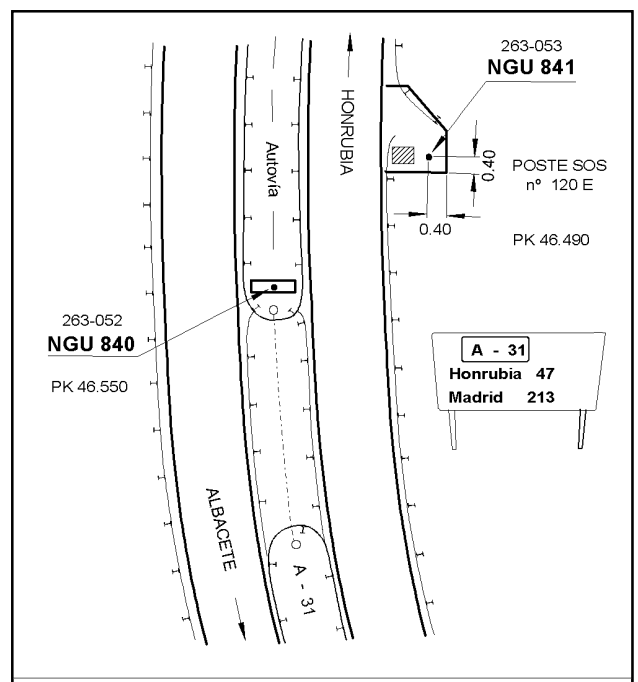 263-053
NGU 841
HONRUBIA
Autovía
0.40
POSTE SOS
nº 120 E
0.40
PK 46.490
263-052
NGU 840
PK 46.550
A - 31
Honrubia 47
Madrid 213
ALBACETE
A - 31